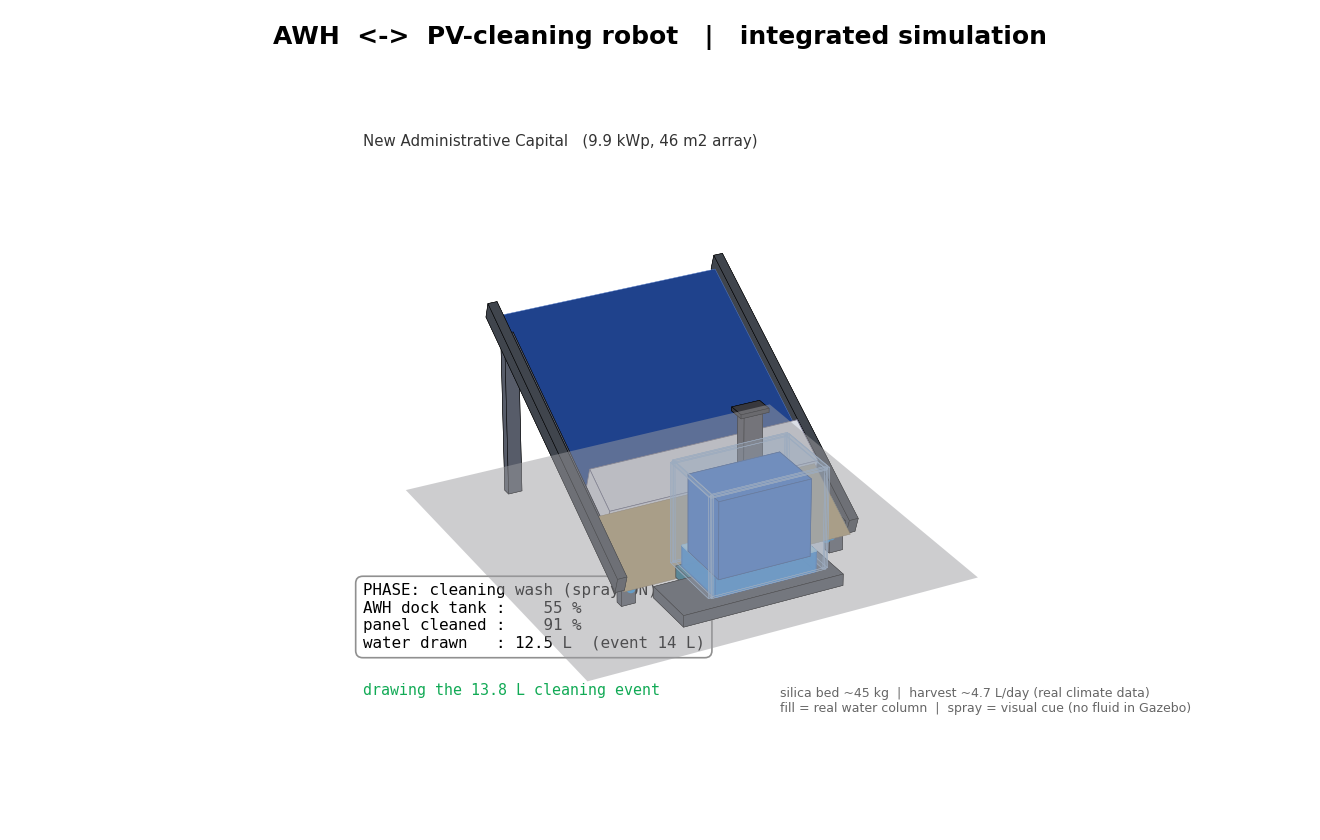 AWH <-> PV-cleaning robot | integrated simulation
New Administrative Capital (9.9 kWp, 46 m2 array)
PHASE: cleaning wash (spray ON)
AWH dock tank : 55 %
panel cleaned : 91 %
water drawn : 12.5 L (event 14 L)
drawing the 13.8 L cleaning event
silica bed ~45 kg | harvest ~4.7 L/day (real climate data)
fill = real water column | spray = visual cue (no fluid in Gazebo)